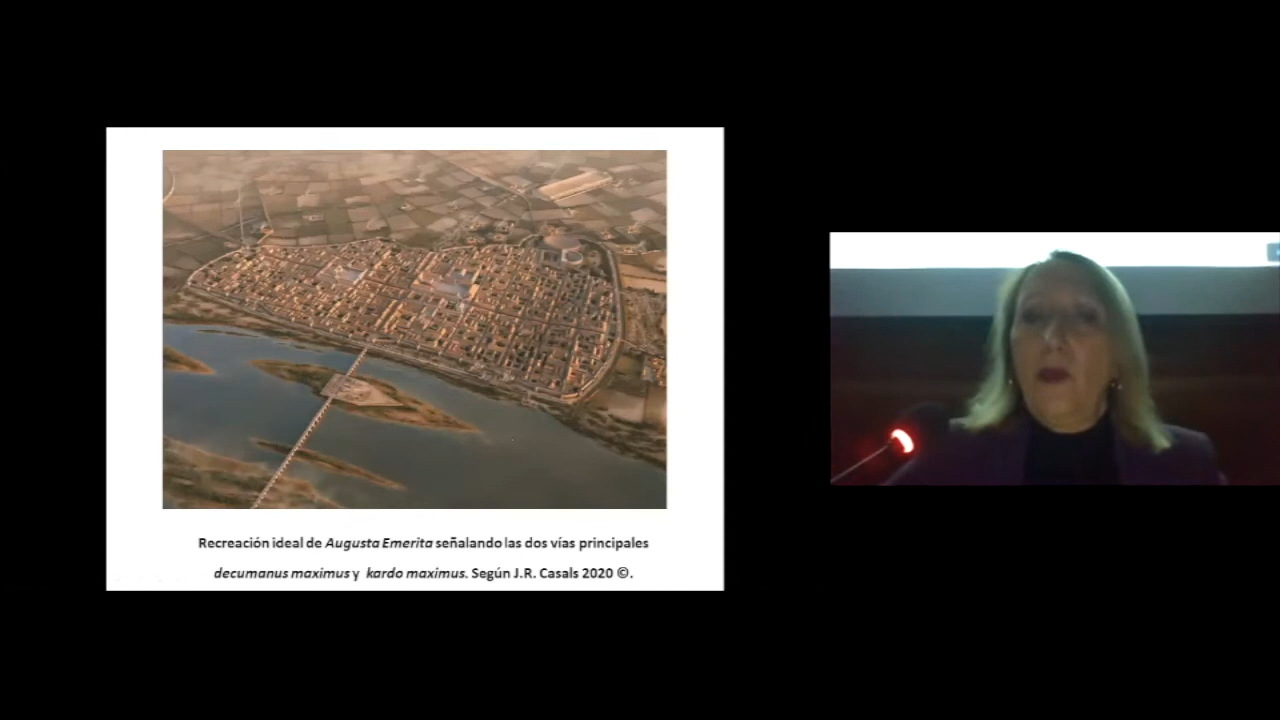 Recreación ideal de Augusta Emerita señalando las dos vías principales
decumanus maximus y kardo maximus. Según J.R. Casals 2020 ©.